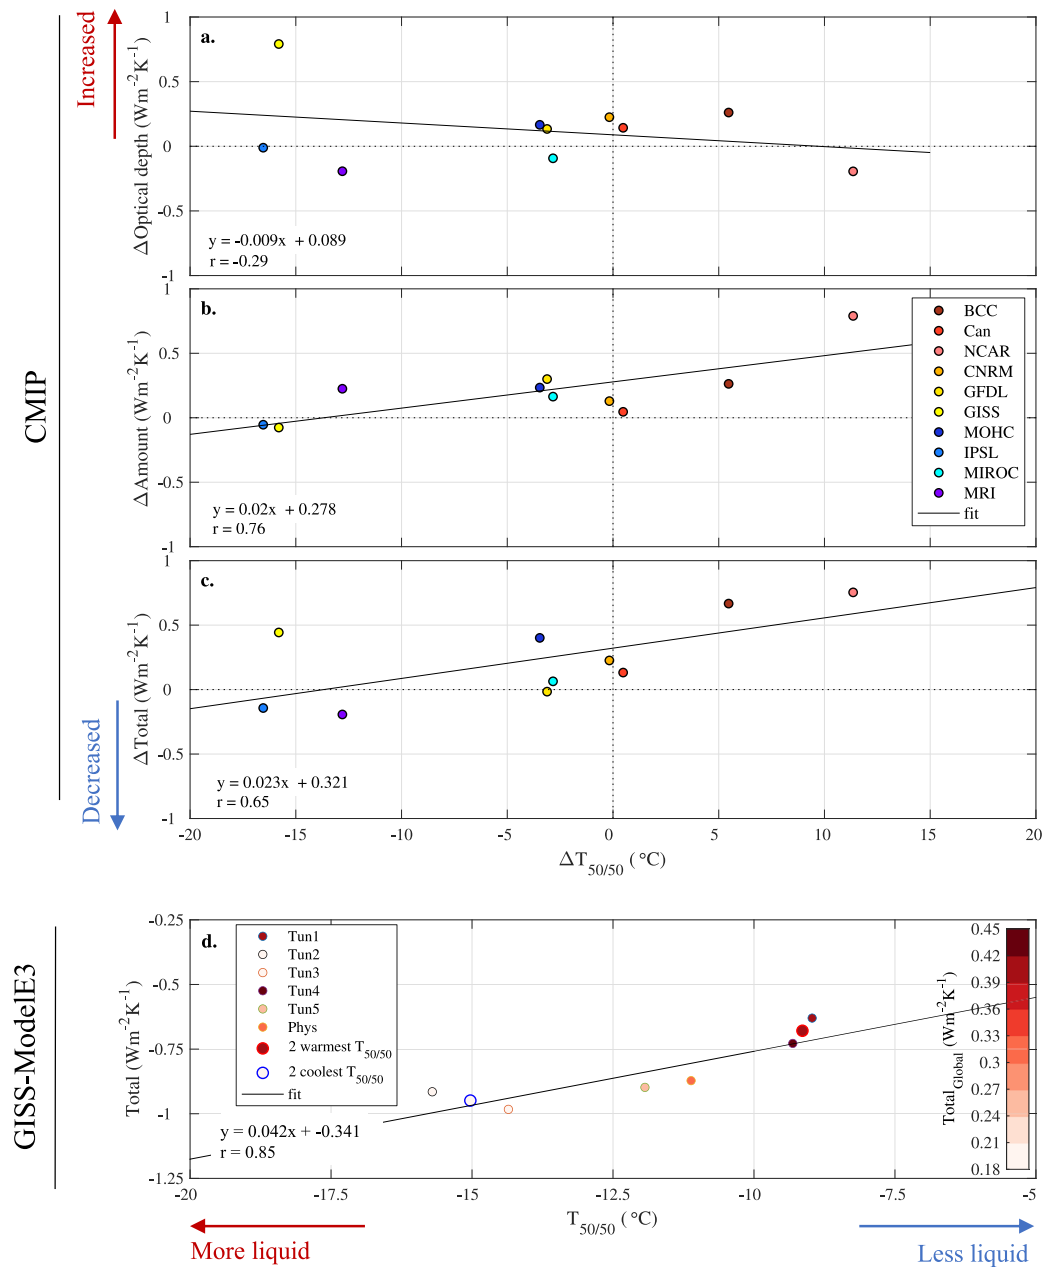 CMIP
Increased
Decreased
a.
ΔOptical depth (Wm⁻²K⁻¹)
1
0.5
0
-0.5
-1
y = -0.009x + 0.089
r = -0.29
b.
ΔAmount (Wm⁻²K⁻¹)
1
0.5
0
-0.5
-1
y = 0.02x + 0.278
r = 0.76
BCC
Can
NCAR
CNRM
GFDL
GISS
MOHC
IPSL
MIROC
MRI
fit
c.
ΔTotal (Wm⁻²K⁻¹)
1
0.5
0
-0.5
-1
y = 0.023x + 0.321
r = 0.65
-20 -15 -10 -5 0 5 10 15 20
ΔT50/50 (°C)
GISS-ModelE3
d.
Total (Wm⁻²K⁻¹)
-0.25
-0.5
-0.75
-1
-1.25
Tun1
Tun2
Tun3
Tun4
Tun5
Phys
2 warmest T50/50
2 coolest T50/50
fit
y = 0.042x + -0.341
r = 0.85
TotalGlobal (Wm⁻²K⁻¹)
0.45
0.42
0.39
0.36
0.33
0.3
0.27
0.24
0.21
0.18
-20 -17.5 -15 -12.5 -10 -7.5 -5
T50/50 (°C)
More liquid
Less liquid